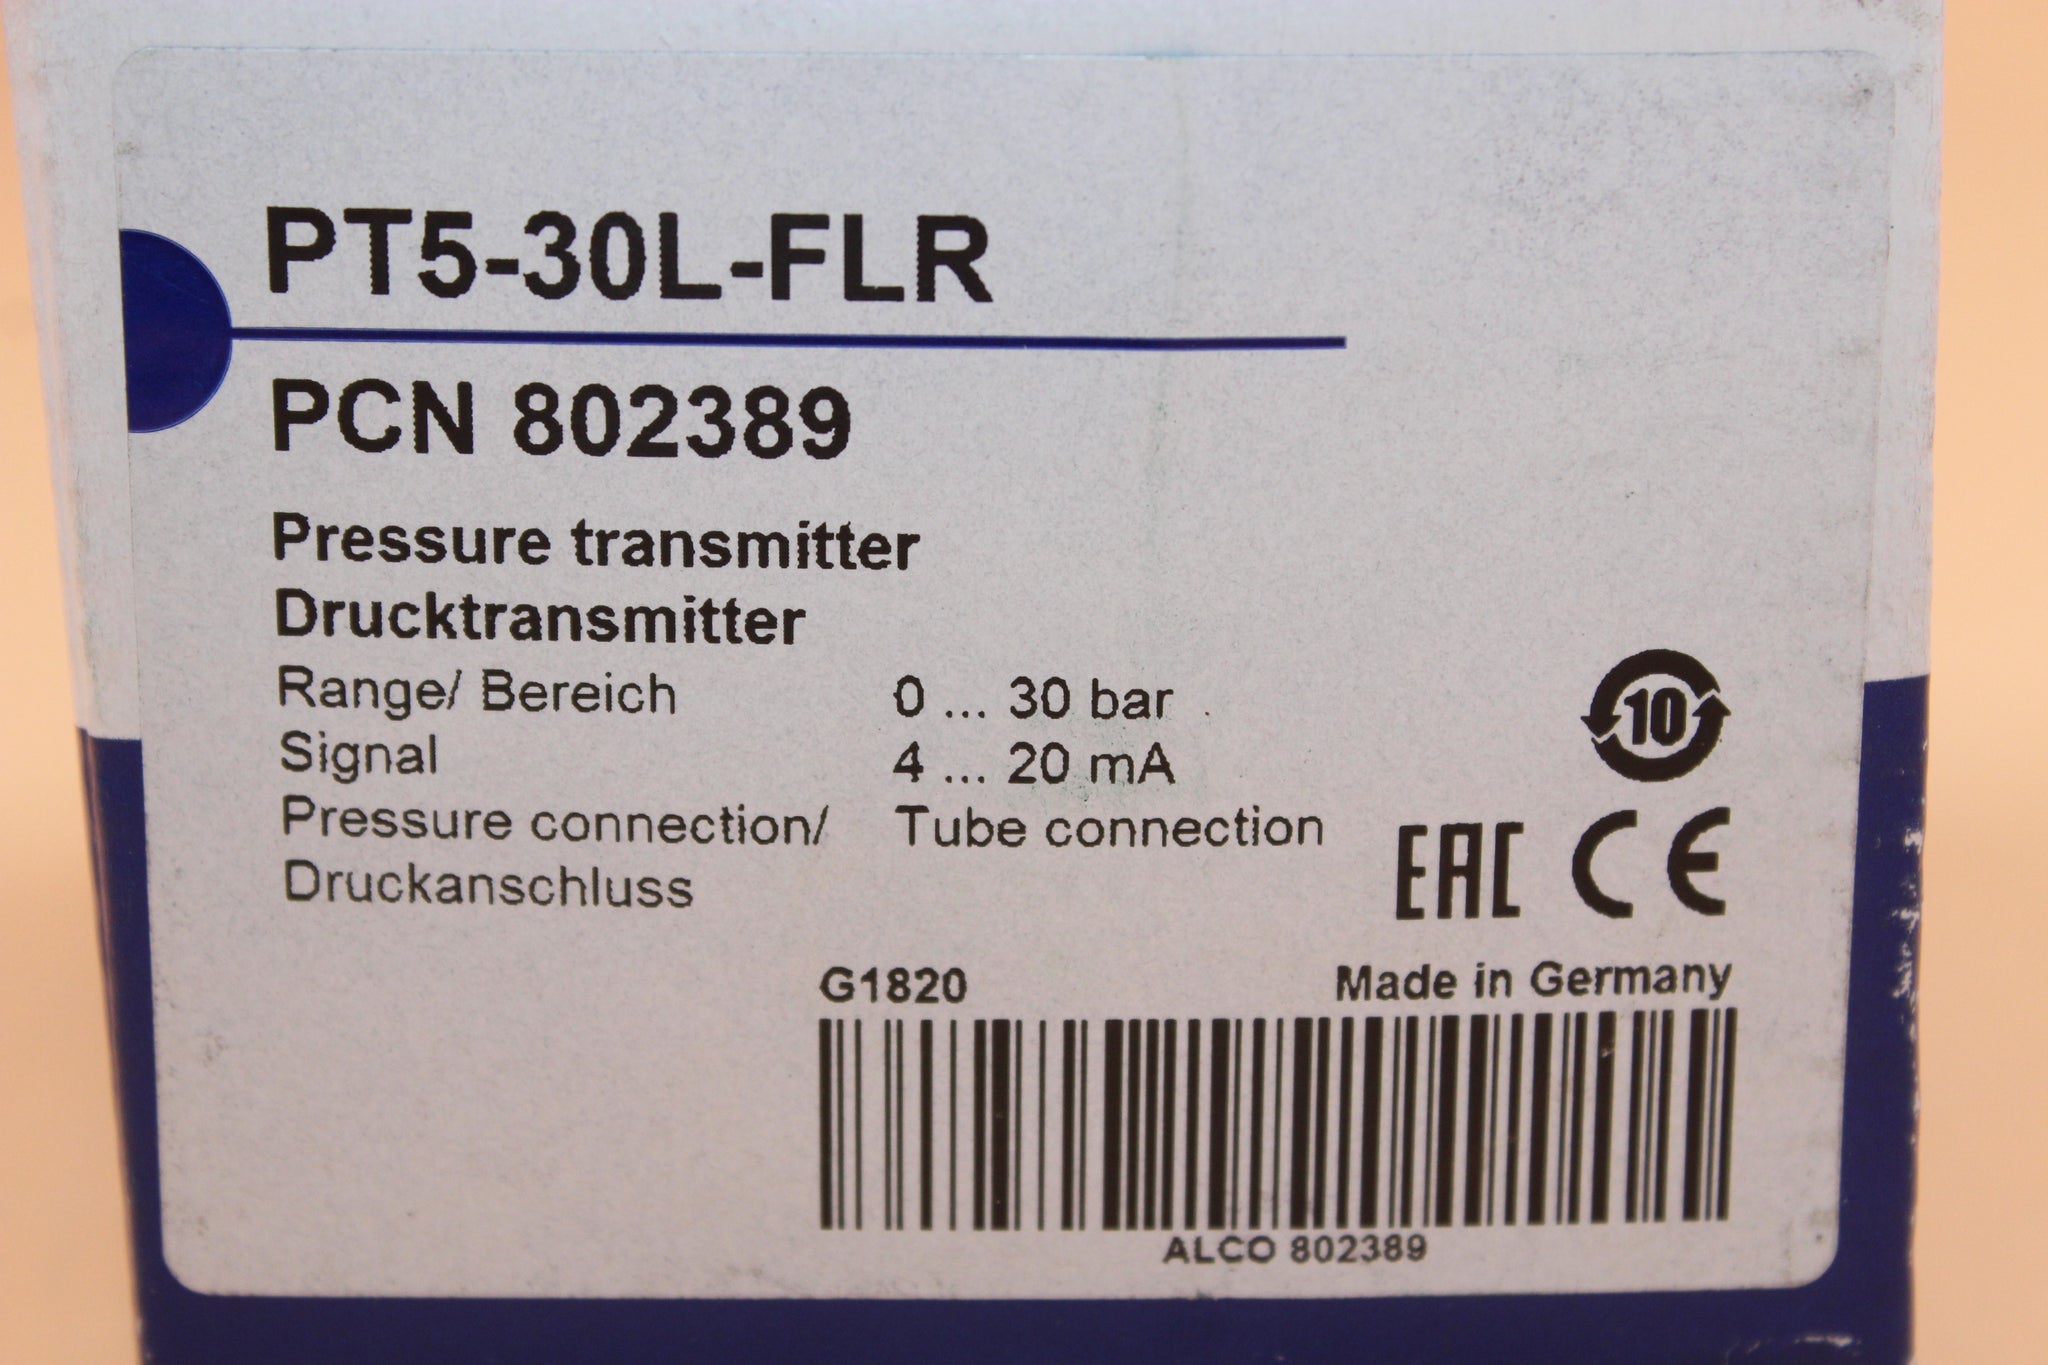 PT5-30L-FLR
PCN 802389
Pressure transmitter
Drucktransmitter
Range/ Bereich 0 ... 30 bar
Signal 4 ... 20 mA
Pressure connection/ Tube connection
Druckanschluss
10
EAC CE
G1820 Made in Germany
ALCO 802389